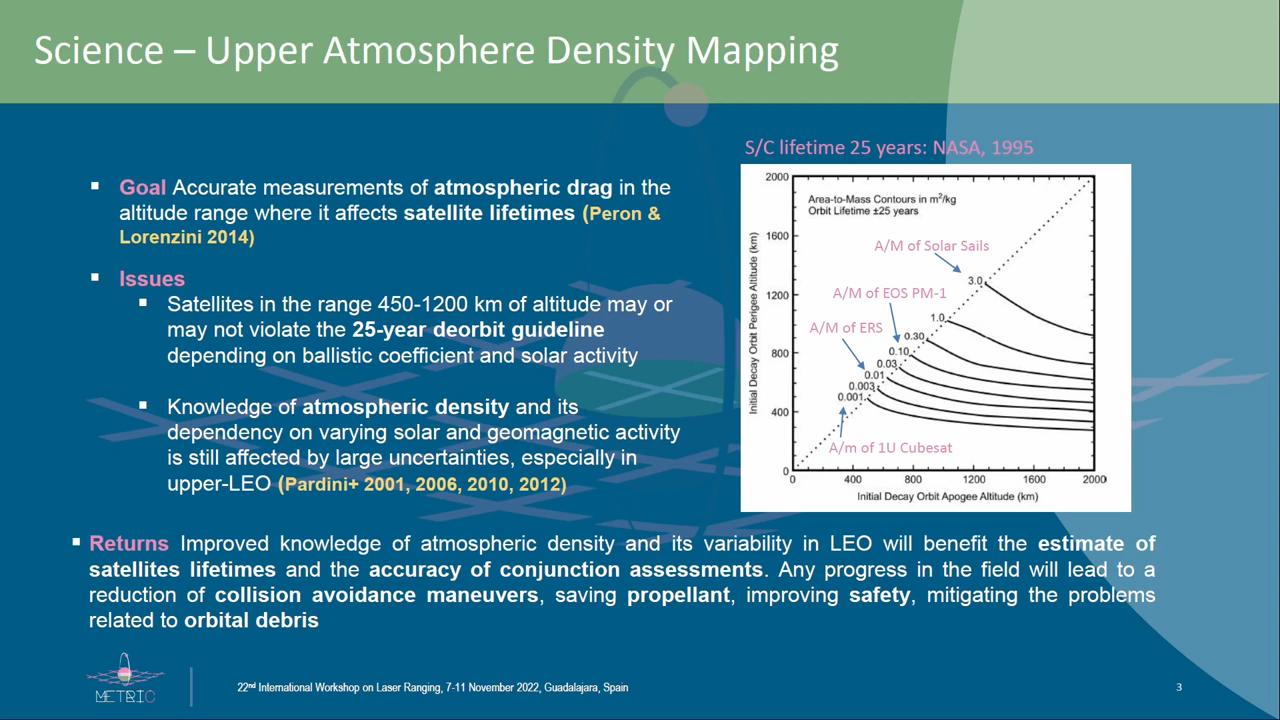 Science – Upper Atmosphere Density Mapping
S/C lifetime 25 years: NASA, 1995
▪ Goal Accurate measurements of atmospheric drag in the
altitude range where it affects satellite lifetimes (Peron &
Lorenzini 2014)
▪ Issues
▪ Satellites in the range 450-1200 km of altitude may or
may not violate the 25-year deorbit guideline
depending on ballistic coefficient and solar activity
▪ Knowledge of atmospheric density and its
dependency on varying solar and geomagnetic activity
is still affected by large uncertainties, especially in
upper-LEO (Pardini+ 2001, 2006, 2010, 2012)
Initial Decay Orbit Perigee Altitude (km)
2000
1600
1200
800
400
0
Area-to-Mass Contours in m²/kg
Orbit Lifetime ±25 years
A/M of Solar Sails
3.0
A/M of EOS PM-1
1.0
A/M of ERS
0.30
0.10
0.03
0.01
0.003
0.001
A/m of 1U Cubesat
0 400 800 1200 1600 2000
Initial Decay Orbit Apogee Altitude (km)
▪ Returns Improved knowledge of atmospheric density and its variability in LEO will benefit the estimate of
satellites lifetimes and the accuracy of conjunction assessments. Any progress in the field will lead to a
reduction of collision avoidance maneuvers, saving propellant, improving safety, mitigating the problems
related to orbital debris
METRIC
22nd International Workshop on Laser Ranging, 7-11 November 2022, Guadalajara, Spain
3